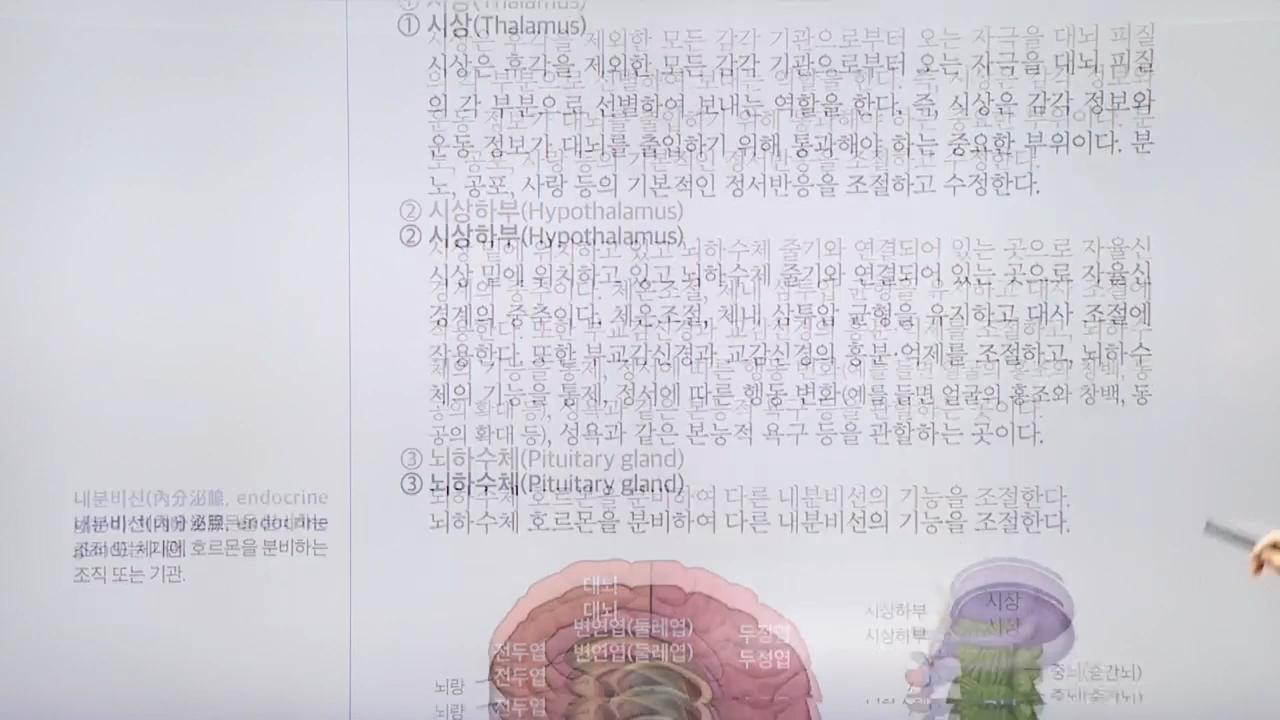 ① 시상(Thalamus)
시상은 후각을 제외한 모든 감각 기관으로부터 오는 자극을 대뇌 피질
의 각 부분으로 선별하여 보내는 역할을 한다. 즉, 시상은 감각 정보와
운동 정보가 대뇌를 출입하기 위해 통과해야 하는 중요한 부위이다. 분
노, 공포, 사랑 등의 기본적인 정서반응을 조절하고 수정한다.
② 시상하부(Hypothalamus)
시상 밑에 위치하고 있고 뇌하수체 줄기와 연결되어 있는 곳으로 자율신
경계의 중추이다. 체온조절, 체내 삼투압 균형을 유지하고 대사 조절에
작용한다. 또한 부교감신경과 교감신경의 흥분·억제를 조절하고, 뇌하수
체의 기능을 통제, 정서에 따른 행동 변환(예를 들면 얼굴의 홍조와 창백, 동
공의 확대 등), 성욕과 같은 본능적 욕구 등을 관할하는 곳이다.
③ 뇌하수체(Pituitary gland)
뇌하수체 호르몬을 분비하여 다른 내분비선의 기능을 조절한다.
내분비선(內分泌腺, endocrine
조직 또는 기관.
대뇌
변연엽(둘레엽)
두정엽
전두엽
뇌량
시상
시상하부
중뇌(중간뇌)